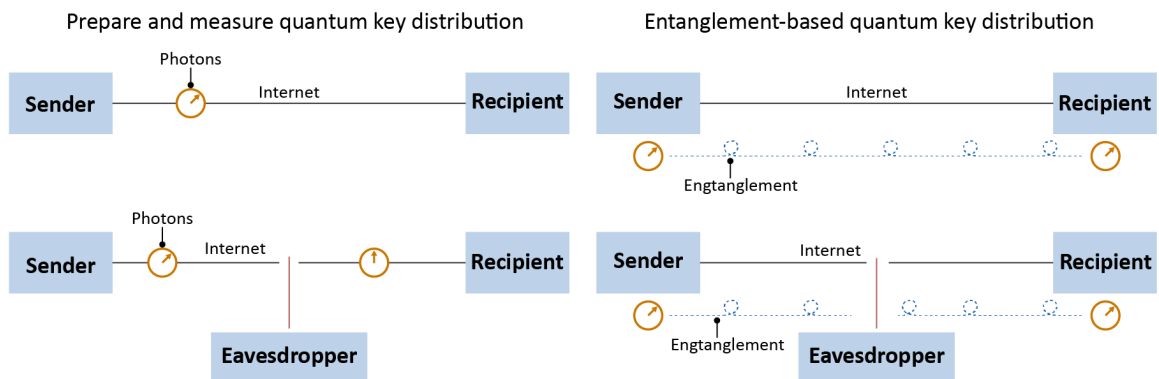 Prepare and measure quantum key distribution
Photons
Sender
Internet
Recipient
Photons
Sender
Internet
Recipient
Eavesdropper
Entanglement-based quantum key distribution
Sender
Internet
Recipient
Engtanglement
Sender
Internet
Recipient
Engtanglement
Eavesdropper